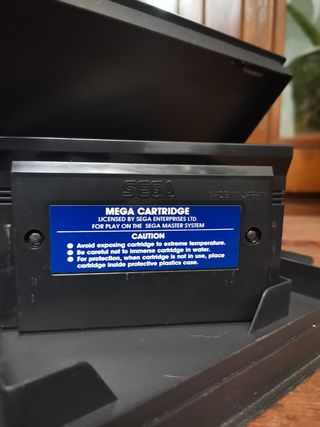 SEGA
MADE IN JAPAN
MEGA CARTRIDGE
LICENSED BY SEGA ENTERPRISES LTD.
FOR PLAY ON THE SEGA MASTER SYSTEM
CAUTION
● Avoid exposing cartridge to extreme temperature.
● Be careful not to immerse cartridge in water.
● For protection, when cartridge is not in use, place
cartridge inside protective plastics case.